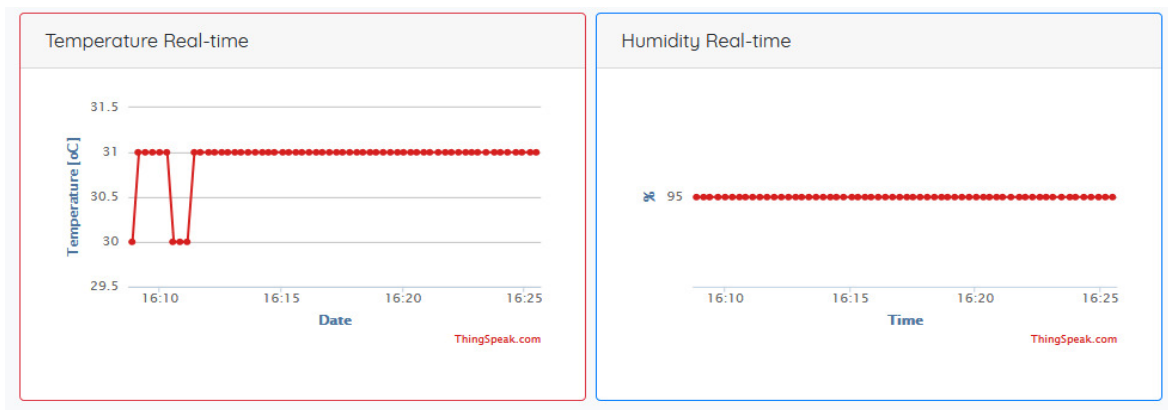 Temperature Real-time
31.5
31
30.5
30
29.5
Temperature [oC]
16:10 16:15 16:20 16:25
Date
ThingSpeak.com
Humidity Real-time
%
95
16:10 16:15 16:20 16:25
Time
ThingSpeak.com